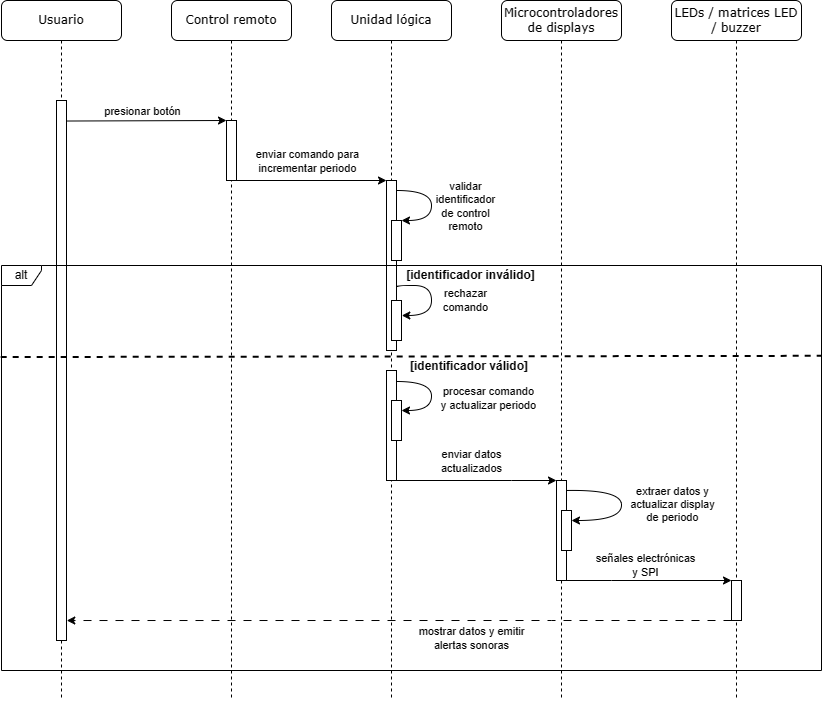 Usuario
Control remoto
Unidad lógica
Microcontroladores
de displays
LEDs / matrices LED
/ buzzer
presionar botón
enviar comando para
incrementar periodo
validar
identificador
de control
remoto
alt
[identificador inválido]
rechazar
comando
[identificador válido]
procesar comando
y actualizar periodo
enviar datos
actualizados
extraer datos y
actualizar display
de periodo
señales electrónicas
y SPI
mostrar datos y emitir
alertas sonoras